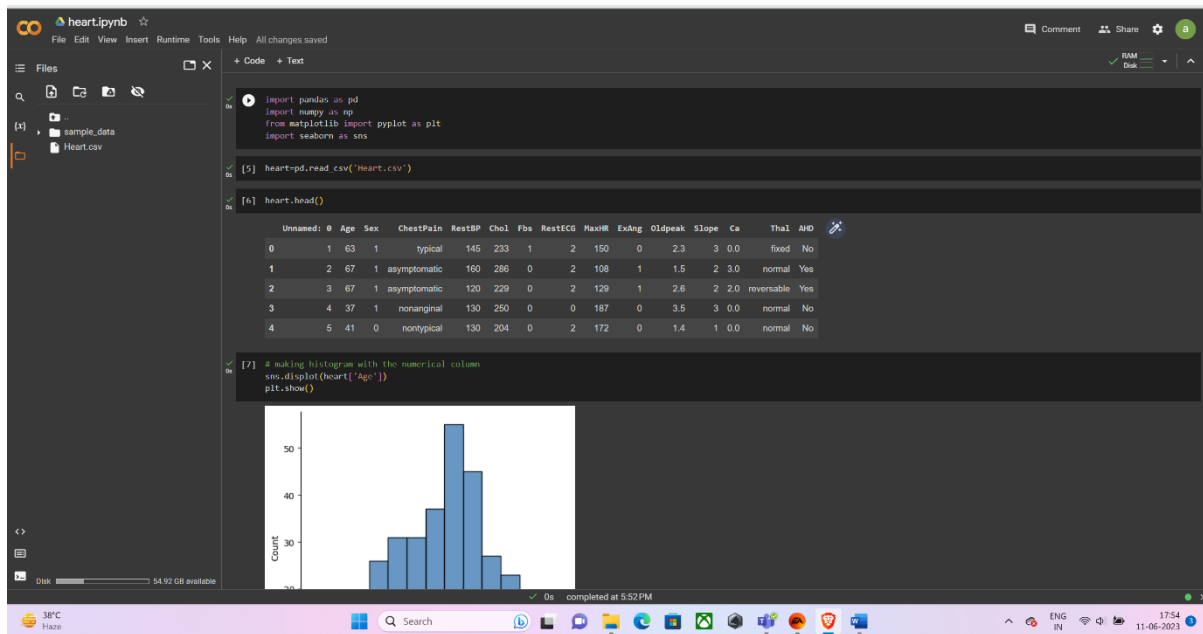 heart.ipynb
Comment Share a
File Edit View Insert Runtime Tools Help All changes saved
Files
+ Code + Text
RAM
Disk
..
sample_data
Heart.csv
{x}
0s
import pandas as pd
import numpy as np
from matplotlib import pyplot as plt
import seaborn as sns
0s
[5] heart=pd.read_csv('Heart.csv')
0s
[6] heart.head()
Unnamed: 0 Age Sex ChestPain RestBP Chol Fbs RestECG MaxHR ExAng Oldpeak Slope Ca Thal AHD
0 1 63 1 typical 145 233 1 2 150 0 2.3 3 0.0 fixed No
1 2 67 1 asymptomatic 160 286 0 2 108 1 1.5 2 3.0 normal Yes
2 3 67 1 asymptomatic 120 229 0 2 129 1 2.6 2 2.0 reversable Yes
3 4 37 1 nonanginal 130 250 0 0 187 0 3.5 3 0.0 normal No
4 5 41 0 nontypical 130 204 0 2 172 0 1.4 1 0.0 normal No
0s
[7] # making histogram with the numerical column
sns.displot(heart['Age'])
plt.show()
50
40
30
Count
Disk 54.92 GB available
0s completed at 5:52 PM
38°C
Haze
Search
ENG
IN
17:54
11-06-2023